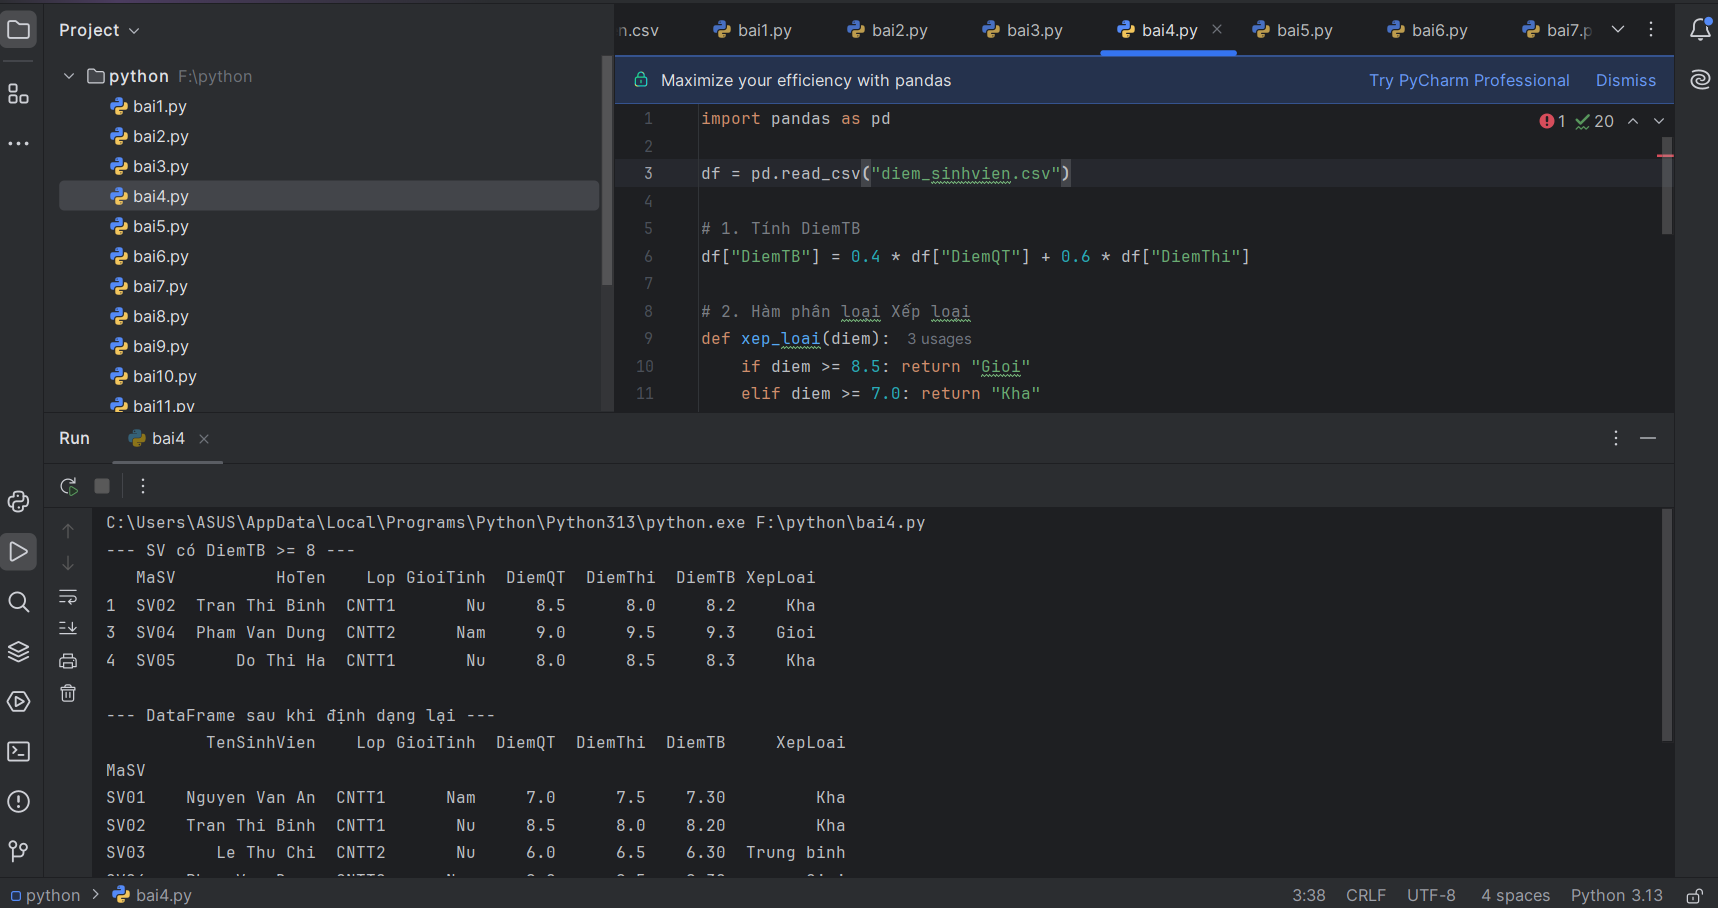 Project
python F:\python
bai1.py
bai2.py
bai3.py
bai4.py
bai5.py
bai6.py
bai7.py
bai8.py
bai9.py
bai10.py
bai11.py
n.csv bai1.py bai2.py bai3.py bai4.py bai5.py bai6.py bai7.p
Maximize your efficiency with pandas Try PyCharm Professional Dismiss
1 20
1 import pandas as pd
2
3 df = pd.read_csv("diem_sinhvien.csv")
4
5 # 1. Tính DiemTB
6 df["DiemTB"] = 0.4 * df["DiemQT"] + 0.6 * df["DiemThi"]
7
8 # 2. Hàm phân loại Xếp loại
9 def xep_loai(diem): 3 usages
10 if diem >= 8.5: return "Gioi"
11 elif diem >= 7.0: return "Kha"
Run bai4
C:\Users\ASUS\AppData\Local\Programs\Python\Python313\python.exe F:\python\bai4.py
--- SV có DiemTB >= 8 ---
MaSV HoTen Lop GioiTinh DiemQT DiemThi DiemTB XepLoai
1 SV02 Tran Thi Binh CNTT1 Nu 8.5 8.0 8.2 Kha
3 SV04 Pham Van Dung CNTT2 Nam 9.0 9.5 9.3 Gioi
4 SV05 Do Thi Ha CNTT1 Nu 8.0 8.5 8.3 Kha
--- DataFrame sau khi định dạng lại ---
TenSinhVien Lop GioiTinh DiemQT DiemThi DiemTB XepLoai
MaSV
SV01 Nguyen Van An CNTT1 Nam 7.0 7.5 7.30 Kha
SV02 Tran Thi Binh CNTT1 Nu 8.5 8.0 8.20 Kha
SV03 Le Thu Chi CNTT2 Nu 6.0 6.5 6.30 Trung binh
python > bai4.py 3:38 CRLF UTF-8 4 spaces Python 3.13